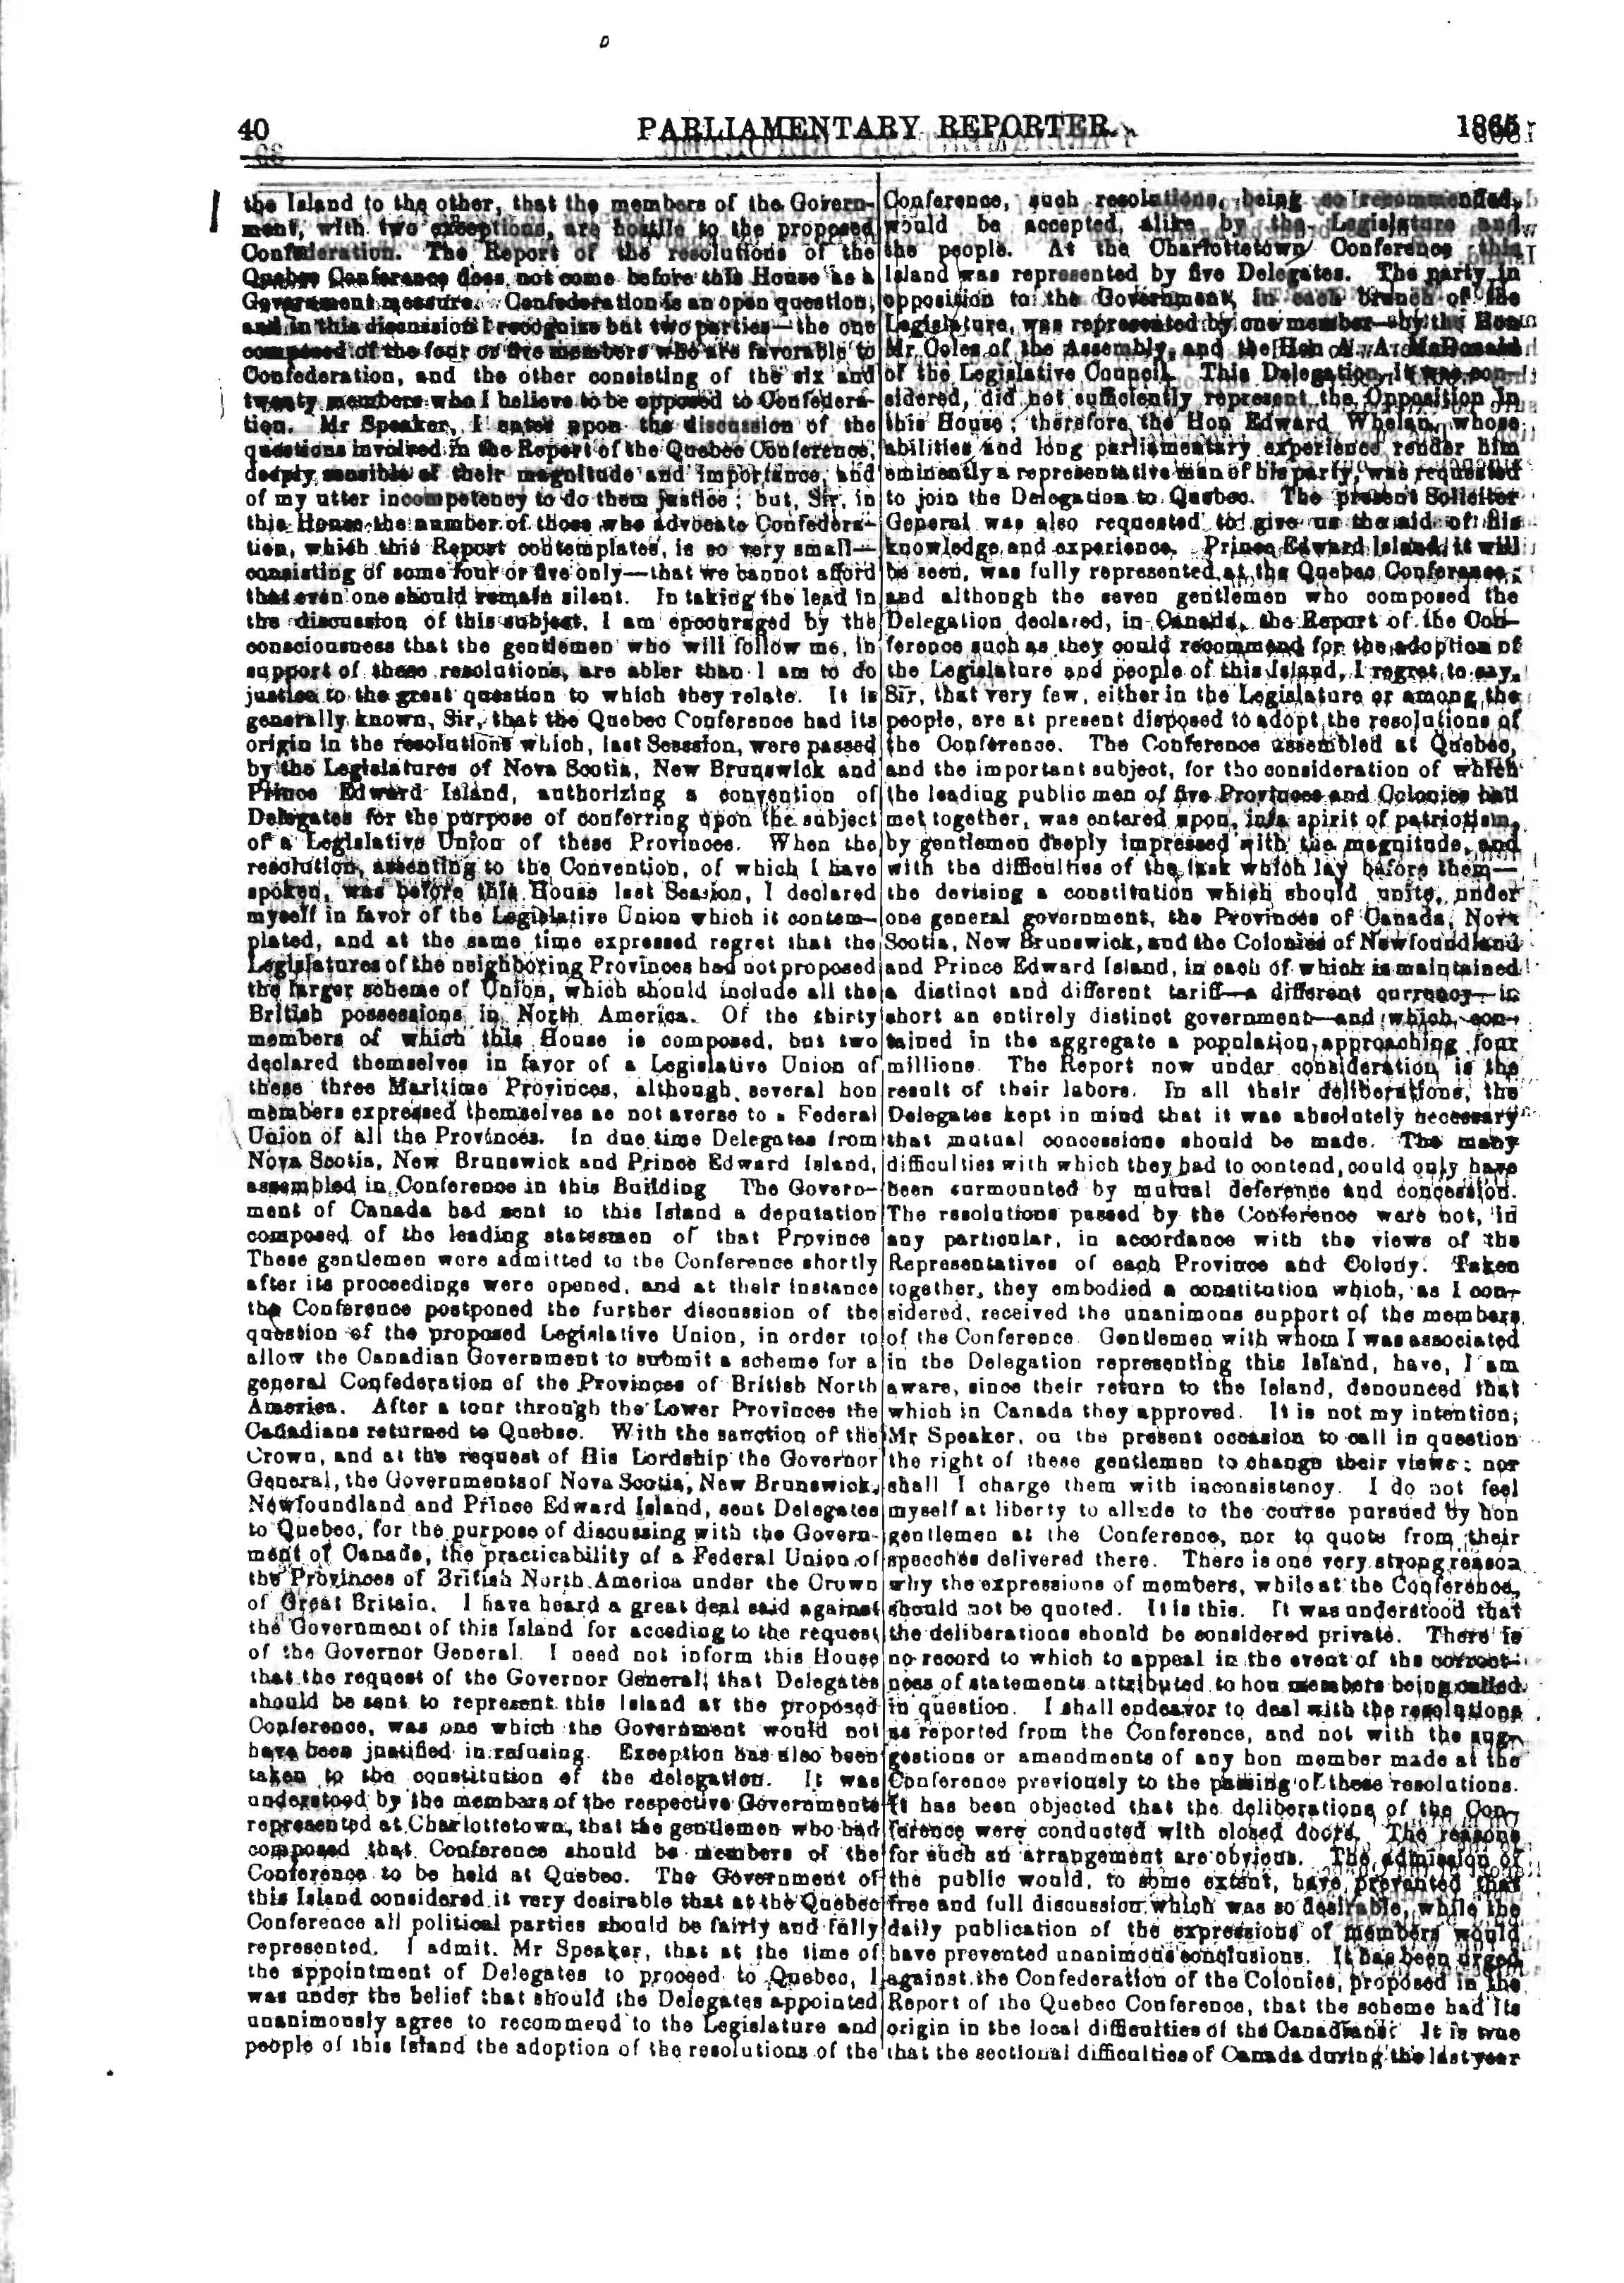 40
PARLIAMENTARY REPORTER.
1865
the Island to the other, that the members of the Govern-
ment, with two exceptions, are hostile to the proposed
Confederation. The Report of the resolutions of the
Quebec Conference does not come before this House as a
Government measure. Confederation is an open question,
and in this discussion I recognize but two parties—the one
composed of the four or five members who are favorable to
Confederation, and the other consisting of the six and
twenty members who I believe to be opposed to Confedera-
tion. Mr Speaker, I enter upon the discussion of the
questions involved in the Report of the Quebec Conference,
deeply sensible of their magnitude and importance, and
of my utter incompetency to do them justice; but, Sir, in
this House the number of those who advocate Confedera-
tion, which this Report contemplates, is so very small—
consisting of some four or five only—that we cannot afford
that even one should remain silent. In taking the lead in
the discussion of this subject, I am encouraged by the
consciousness that the gentlemen who will follow me, in
support of these resolutions, are abler than I am to do
justice to the great question to which they relate. It is
generally known, Sir, that the Quebec Conference had its
origin in the resolutions which, last Sesssion, were passed
by the Legislatures of Nova Scotia, New Brunswick and
Prince Edward Island, authorizing a convention of
Delegates for the purpose of conferring upon the subject
of a Legislative Union of these Provinces. When the
resolution, assenting to the Convention, of which I have
spoken, was before this House last Session, I declared
myself in favor of the Legislative Union which it contem-
plated, and at the same time expressed regret that the
Legislatures of the neighboring Provinces had not proposed
the larger scheme of Union, which should include all the
British possessions in North America. Of the thirty
members of which this House is composed, but two
declared themselves in favor of a Legislative Union of
these three Maritime Provinces, although several hon
members expressed themselves as not averse to a Federal
Union of all the Provinces. In due time Delegates from
Nova Scotia, New Brunswick and Prince Edward Island,
assembled in Conference in this Building The Govern-
ment of Canada had sent to this Island a deputation
composed of the leading statesmen of that Province
These gentlemen were admitted to the Conference shortly
after its proceedings were opened, and at their instance
the Conference postponed the further discussion of the
question of the proposed Legislative Union, in order to
allow the Canadian Government to submit a scheme for a
general Confederation of the Provinces of British North
America. After a tour through the Lower Provinces the
Canadians returned to Quebec. With the sanction of the
Crown, and at the request of His Lordship the Governor
General, the Governments of Nova Scotia, New Brunswick,
Newfoundland and Prince Edward Island, sent Delegates
to Quebec, for the purpose of discussing with the Govern-
ment of Canada, the practicability of a Federal Union of
the Provinces of British North America under the Crown
of Great Britain. I have heard a great deal said against
the Government of this Island for acceding to the request
of the Governor General. I need not inform this House
that the request of the Governor General, that Delegates
should be sent to represent this Island at the proposed
Conference, was one which the Government would not
have been justified in refusing. Exception has also been
taken to the constitution of the delegation. It was
understood by the members of the respective Governments
represented at Charlottetown, that the gentlemen who had
composed that Conference should be members of the
Conference to be held at Quebec. The Government of
this Island considered it very desirable that at the Quebec
Conference all political parties should be fairly and fully
represented. I admit, Mr Speaker, that at the time of
the appointment of Delegates to proceed to Quebec, I
was under the belief that should the Delegates appointed
unanimously agree to recommend to the Legislature and
people of this Island the adoption of the resolutions of the
Conference, such resolutions, being so recommended,
would be accepted, alike by the Legislature and
the people. At the Charlottetown Conference this
Island was represented by five Delegates. The party in
opposition to the Government, in each branch of the
Legislature, was represented by one member—by the Hon
Mr. Coles of the Assembly, and the Hon A. A. McDonald
of the Legislative Council. This Delegation, it was con-
sidered, did not sufficiently represent the Opposition in
this House; therefore the Hon Edward Whelan, whose
abilities and long parliamentary experience render him
eminently a representative man of his party, was requested
to join the Delegation to Quebec. The present Solicitor
General was also requested to give us the aid of his
knowledge and experience. Prince Edward Island, it will
be seen, was fully represented at the Quebec Conference;
and although the seven gentlemen who composed the
Delegation declared, in Canada, the Report of the Con-
ference such as they could recommend for the adoption of
the Legislature and people of this Island, I regret to say,
Sir, that very few, either in the Legislature or among the
people, are at present disposed to adopt the resolutions of
the Conference. The Conference assembled at Quebec,
and the important subject, for the consideration of which
the leading public men of five Provinces and Colonies had
met together, was entered upon, in a spirit of patriotism,
by gentlemen deeply impressed with the magnitude, and
with the difficulties of the task which lay before them—
the devising a constitution which should unite, under
one general government, the Provinces of Canada, Nova
Scotia, New Brunswick, and the Colonies of Newfoundland
and Prince Edward Island, in each of which is maintained
a distinct and different tariff—a different currency—in
short an entirely distinct government—and which, con-
tained in the aggregate a population approaching four
millions. The Report now under consideration is the
result of their labors. In all their deliberations, the
Delegates kept in mind that it was absolutely necessary
that mutual concessions should be made. The many
difficulties with which they had to contend, could only have
been surmounted by mutual deference and concession.
The resolutions passed by the Conference were not, in
any particular, in accordance with the views of the
Representatives of each Province and Colony. Taken
together, they embodied a constitution which, as I con-
sidered, received the unanimous support of the members
of the Conference Gentlemen with whom I was associated
in the Delegation representing this Island, have, I am
aware, since their return to the Island, denounced that
which in Canada they approved. It is not my intention,
Mr Speaker, on the present occasion to call in question
the right of these gentlemen to change their views; nor
shall I charge them with inconsistency. I do not feel
myself at liberty to allude to the course pursued by hon
gentlemen at the Conference, nor to quote from their
speeches delivered there. There is one very strong reason
why the expressions of members, while at the Conference,
should not be quoted. It is this. It was understood that
the deliberations should be considered private. There is
no record to which to appeal in the event of the correct-
ness of statements attributed to hon members being called
in question. I shall endeavor to deal with the resolutions
as reported from the Conference, and not with the sug-
gestions or amendments of any hon member made at the
Conference previously to the passing of these resolutions.
It has been objected that the deliberations of the Con-
ference were conducted with closed doors. The reasons
for such an arrangement are obvious. The admission of
the public would, to some extent, have prevented that
free and full discussion which was so desirable, while the
daily publication of the expressions of members would
have prevented unanimous conclusions. It has been urged
against the Confederation of the Colonies, proposed in the
Report of the Quebec Conference, that the scheme had its
origin in the local difficulties of the Canadians. It is true
that the sectional difficulties of Canada during the last year